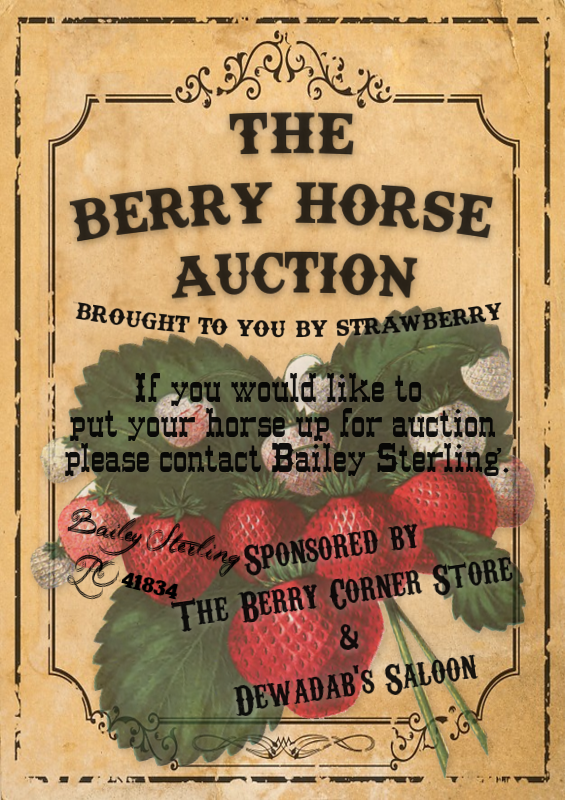 THE
BERRY HORSE
AUCTION
BROUGHT TO YOU BY STRAWBERRY
If you would like to
put your horse up for auction
please contact Bailey Sterling.
Bailey Sterling
PC 41834
SPONSORED BY
THE BERRY CORNER STORE
&
DEWADAB'S SALOON